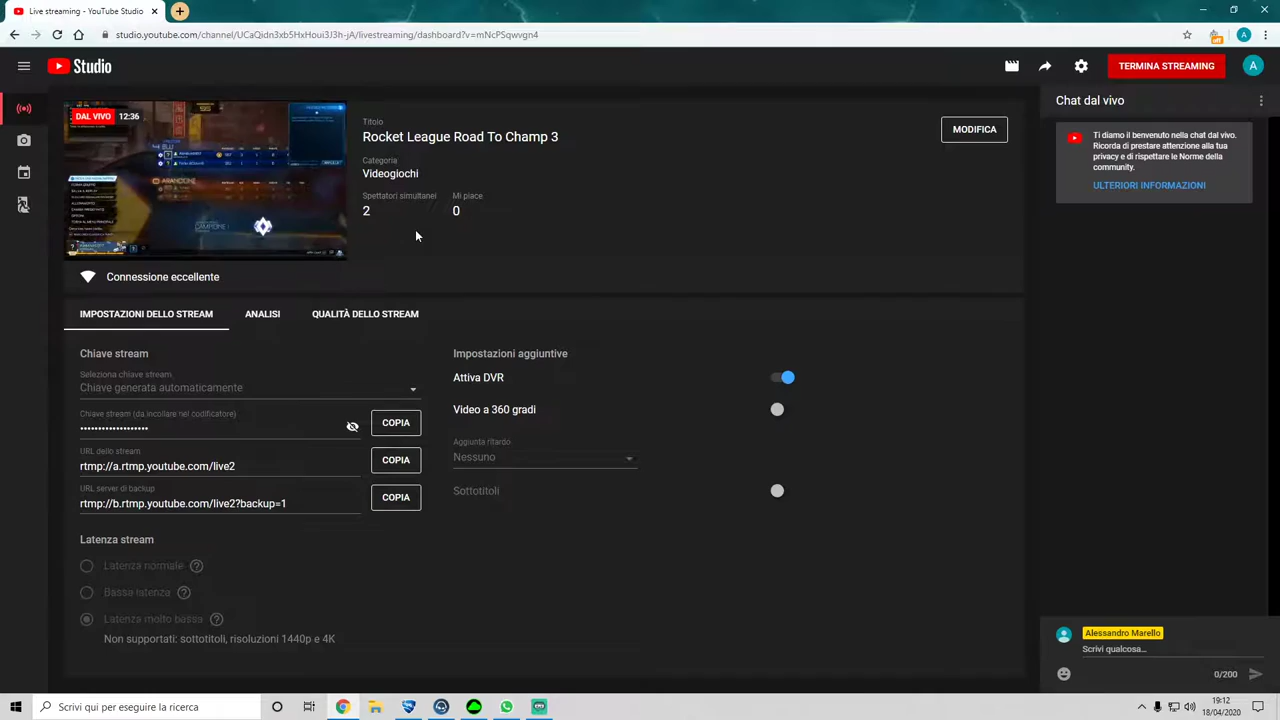 Live streaming - YouTube Studio
studio.youtube.com/channel/UCaQidn3xb5HxHoui3J3h-jA/livestreaming/dashboard?v=mNcPSqwvgn4
off
A
Studio
TERMINA STREAMING
A
DAL VIVO 12:36
Titolo
Rocket League Road To Champ 3
Categoria
Videogiochi
Spettatori simultanei
Mi piace
2
0
MODIFICA
Connessione eccellente
IMPOSTAZIONI DELLO STREAM
ANALISI
QUALITÀ DELLO STREAM
Chiave stream
Seleziona chiave stream
Chiave generata automaticamente
Chiave stream (da incollare nel codificatore)
••••••••••••••••••
COPIA
URL dello stream
rtmp://a.rtmp.youtube.com/live2
COPIA
URL server di backup
rtmp://b.rtmp.youtube.com/live2?backup=1
COPIA
Latenza stream
Latenza normale
Bassa latenza
Latenza molto bassa
Non supportati: sottotitoli, risoluzioni 1440p e 4K
Impostazioni aggiuntive
Attiva DVR
Video a 360 gradi
Aggiunta ritardo
Nessuno
Sottotitoli
Chat dal vivo
Ti diamo il benvenuto nella chat dal vivo.
Ricorda di prestare attenzione alla tua
privacy e di rispettare le Norme della
community.
ULTERIORI INFORMAZIONI
Alessandro Marello
Scrivi qualcosa...
0/200
Scrivi qui per eseguire la ricerca
19:12
18/04/2020